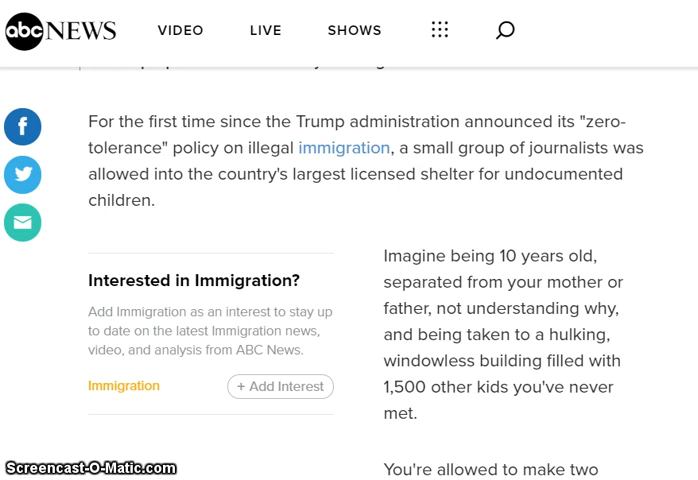 abc NEWS VIDEO LIVE SHOWS
For the first time since the Trump administration announced its "zero-
tolerance" policy on illegal immigration, a small group of journalists was
allowed into the country's largest licensed shelter for undocumented
children.
Interested in Immigration?
Add Immigration as an interest to stay up
to date on the latest Immigration news,
video, and analysis from ABC News.
Immigration + Add Interest
Imagine being 10 years old,
separated from your mother or
father, not understanding why,
and being taken to a hulking,
windowless building filled with
1,500 other kids you've never
met.
You're allowed to make two
Screencast-O-Matic.com